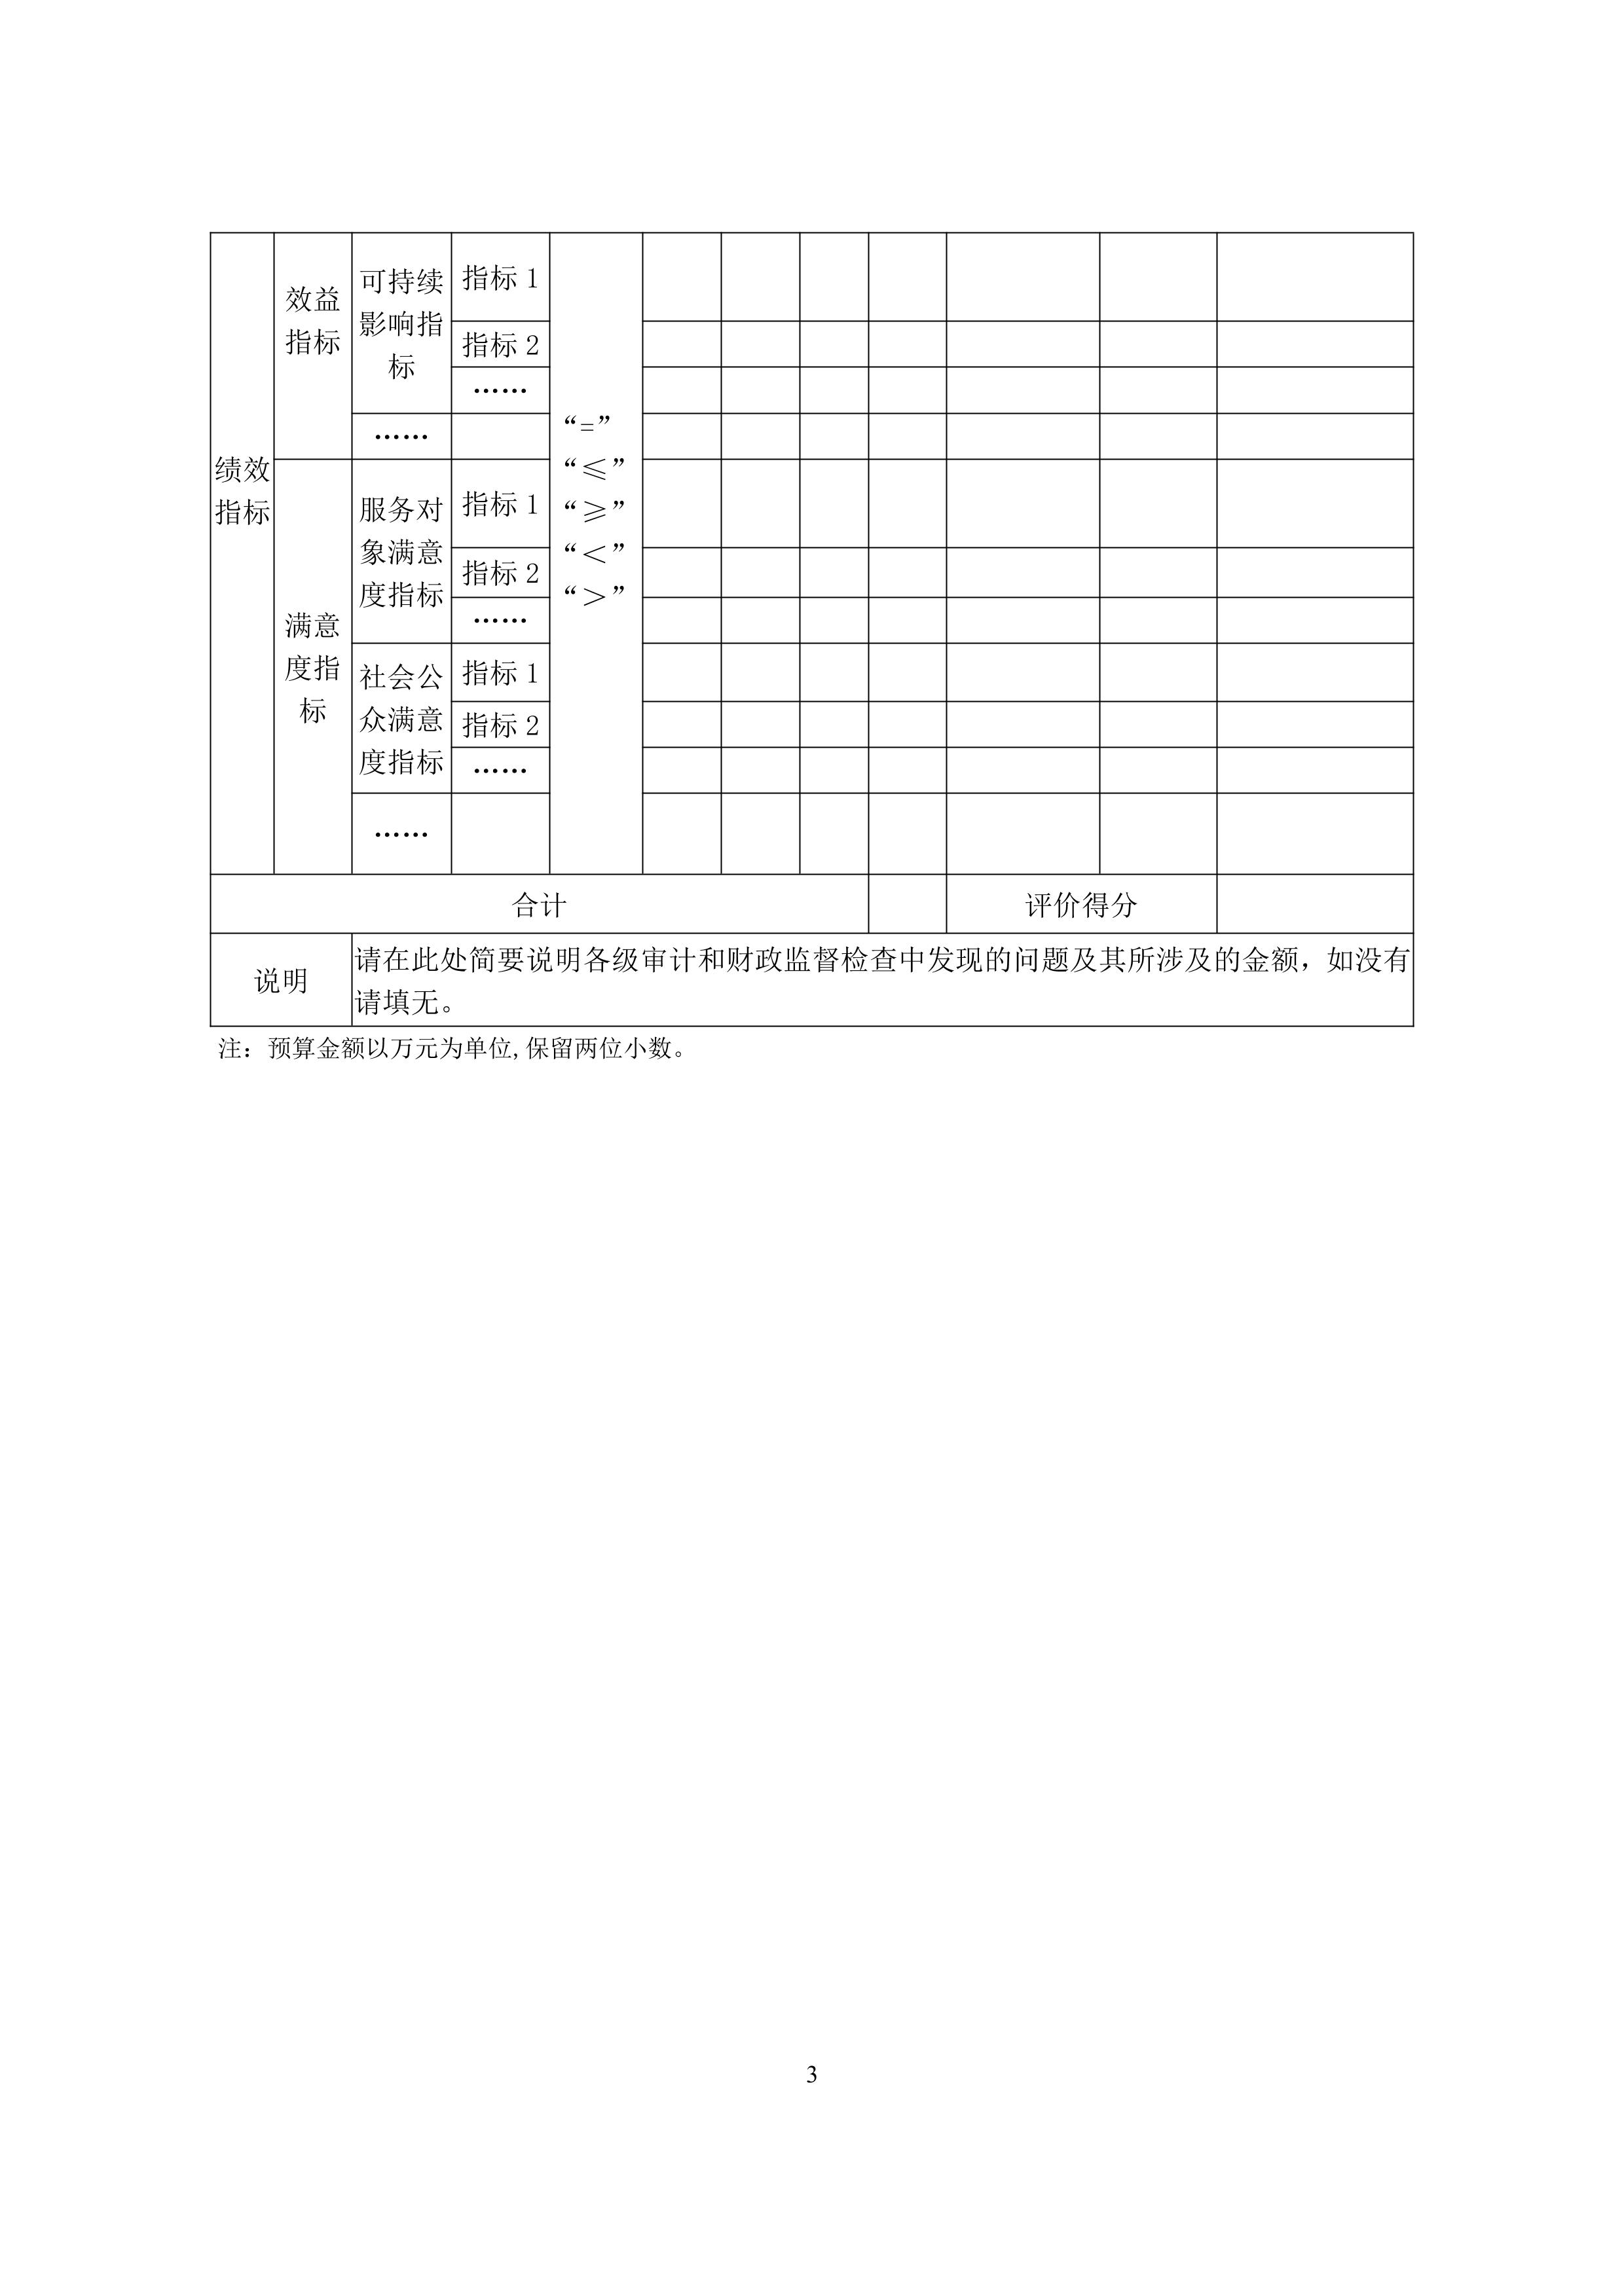 绩效
指标
效益
指标
可持续
影响指
标
指标 1
指标 2
……
……
“=”
“≤”
“≥”
“<”
“>”
满意
度指
标
服务对
象满意
度指标
指标 1
指标 2
……
社会公
众满意
度指标
指标 1
指标 2
……
……
合计
评价得分
说明
请在此处简要说明各级审计和财政监督检查中发现的问题及其所涉及的金额，如没有
请填无。
注：预算金额以万元为单位,保留两位小数。
3